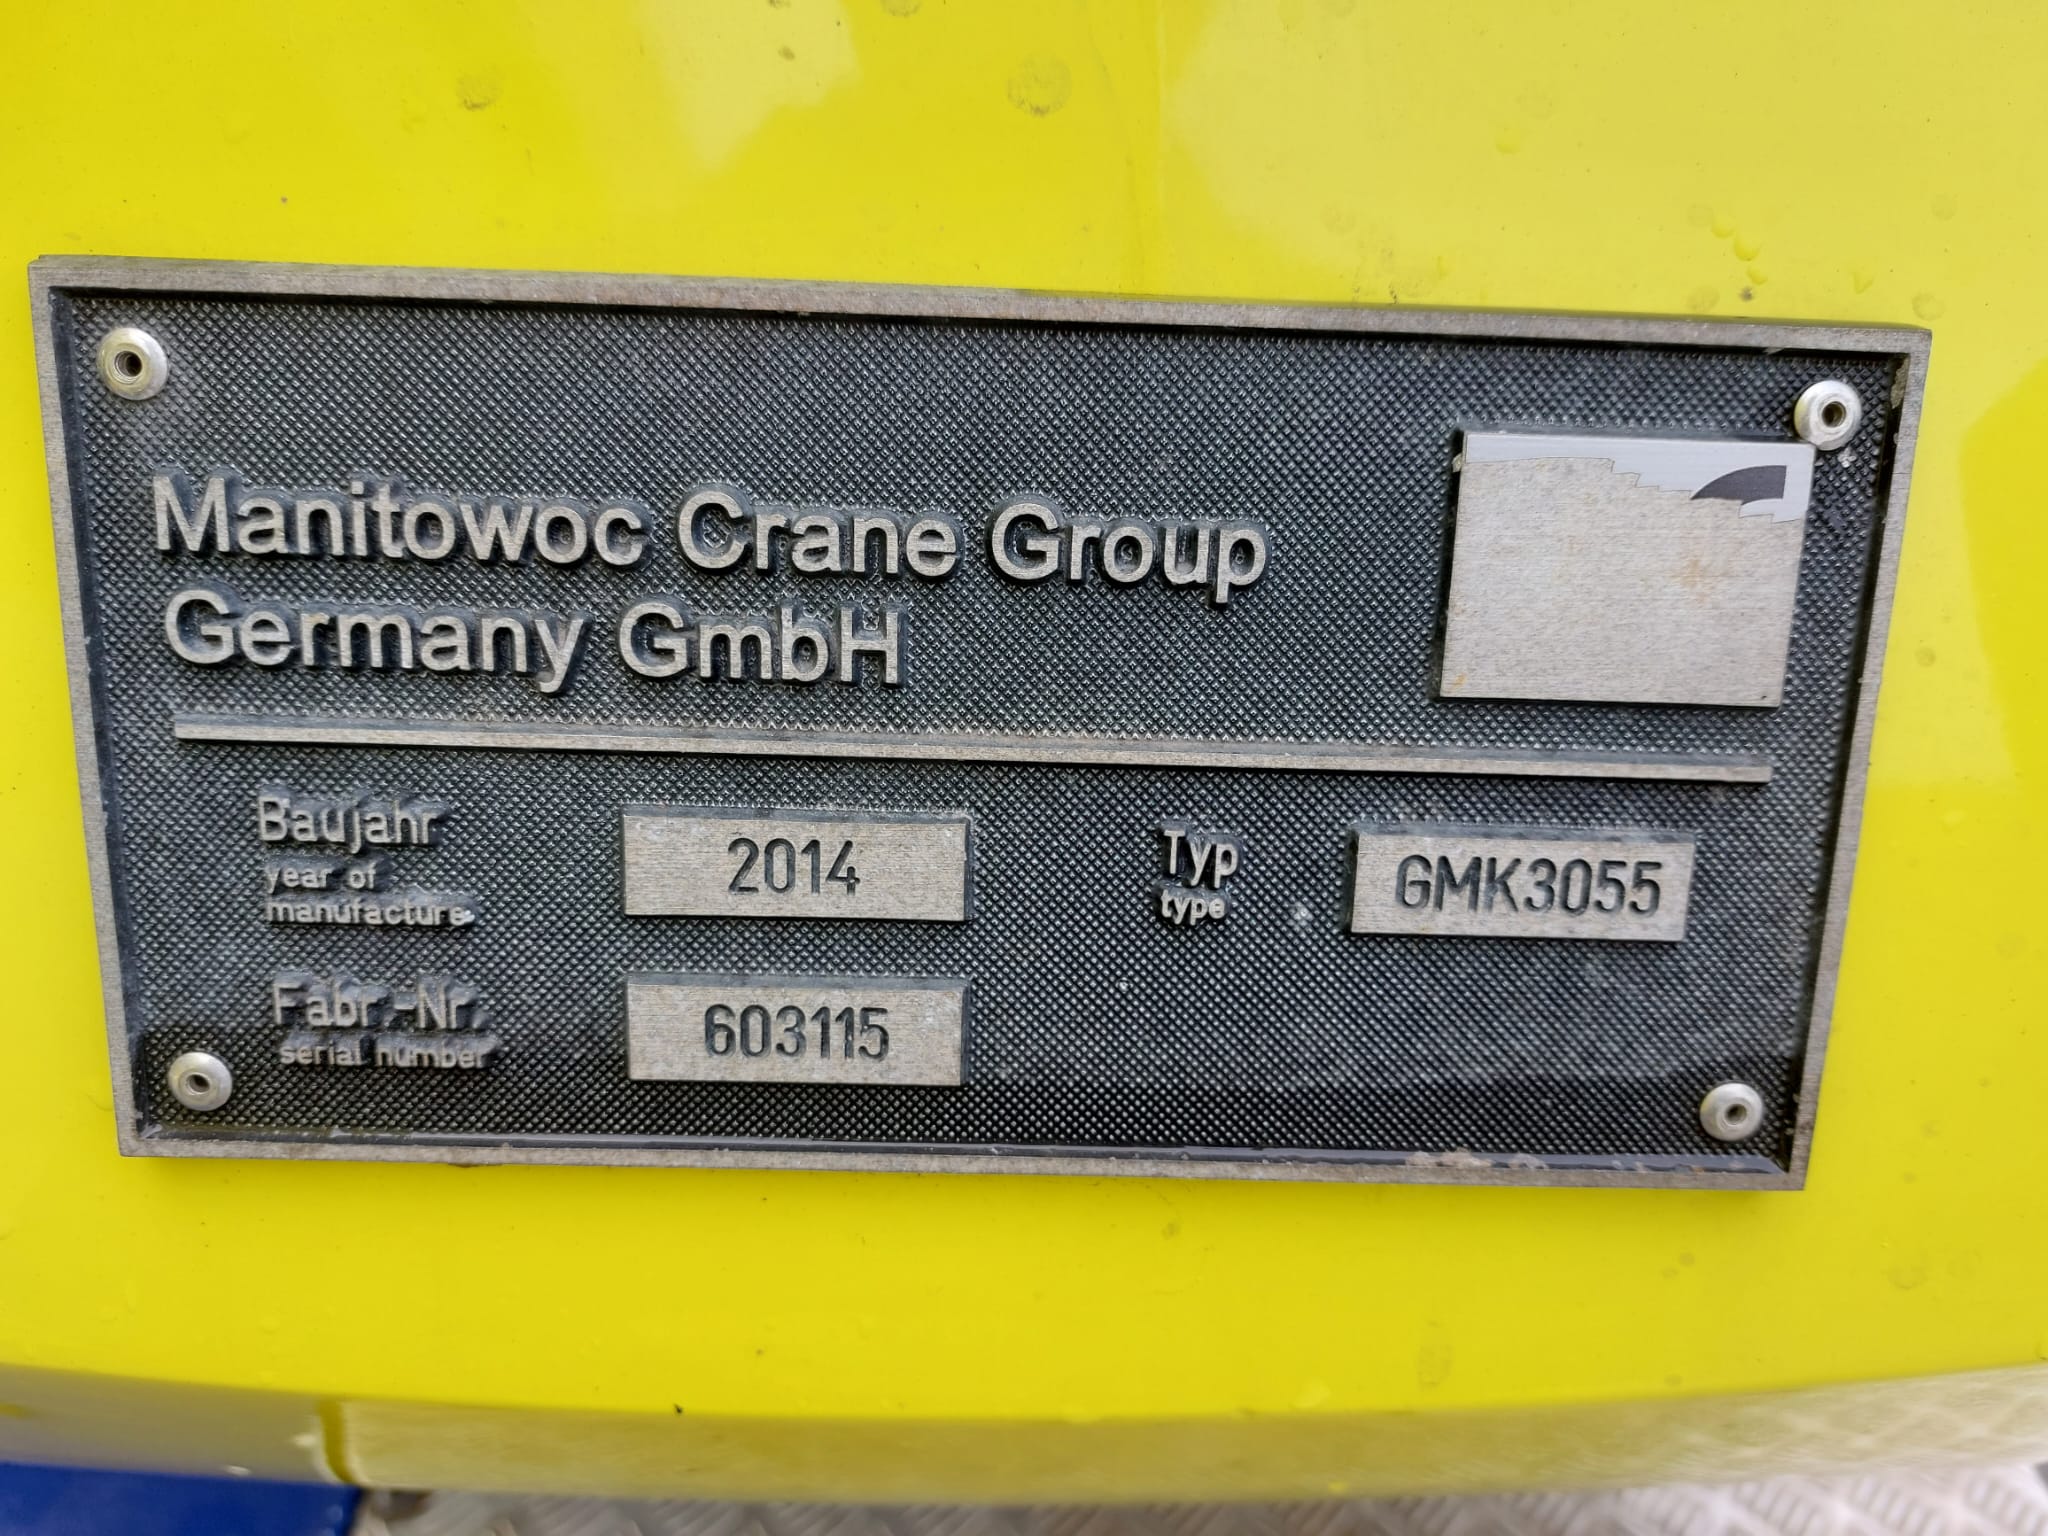 Manitowoc Crane Group
Germany GmbH
Baujahr
year of
manufacture
2014
Typ
type
GMK3055
Fabr.-Nr.
serial number
603115